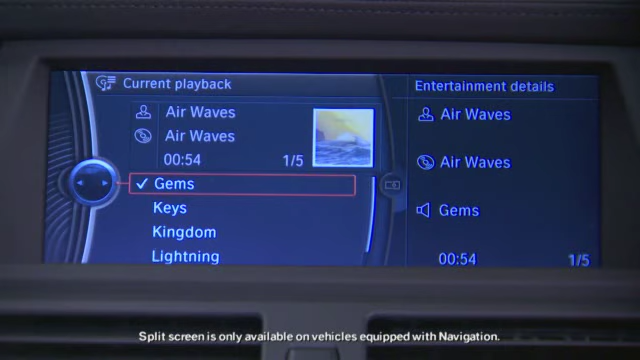 Current playback
Air Waves
Air Waves
00:54 1/5
Gems
Keys
Kingdom
Lightning
Entertainment details
Air Waves
Air Waves
Gems
00:54 1/5
Split screen is only available on vehicles equipped with Navigation.